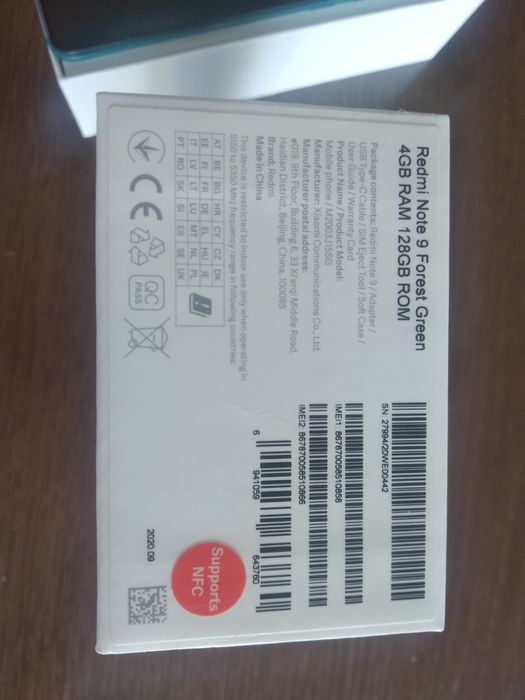 Redmi Note 9 Forest Green
4GB RAM 128GB ROM
Package contents: Redmi Note 9 / Adapter /
USB Type-C Cable / SIM Eject Tool / Soft Case /
User Guide / Warranty Card
Product Name / Product Model:
Mobile phone / M2003J15SG
Manufacturer: Xiaomi Communications Co., Ltd.
Manufacturer postal address:
#019, 9th Floor, Building 6, 33 Xi'erqi Middle Road,
Haidian District, Beijing, China, 100085
Brand: Redmi
Made in China
This device is restricted to indoor use only when operating in
5150 to 5350 Mhz frequency range in following countries:
AT BE BG HR CY CZ DK
EE FI FR DE EL HU IE
IT LV LT LU MT NL PL
PT RO SK SI ES SE UK
CE
QC
PASS
SN: 27994/20WE00442
IMEI1: 867870058510858
IMEI2: 867870058510866
6 941059 643760
Supports
NFC
2020.09